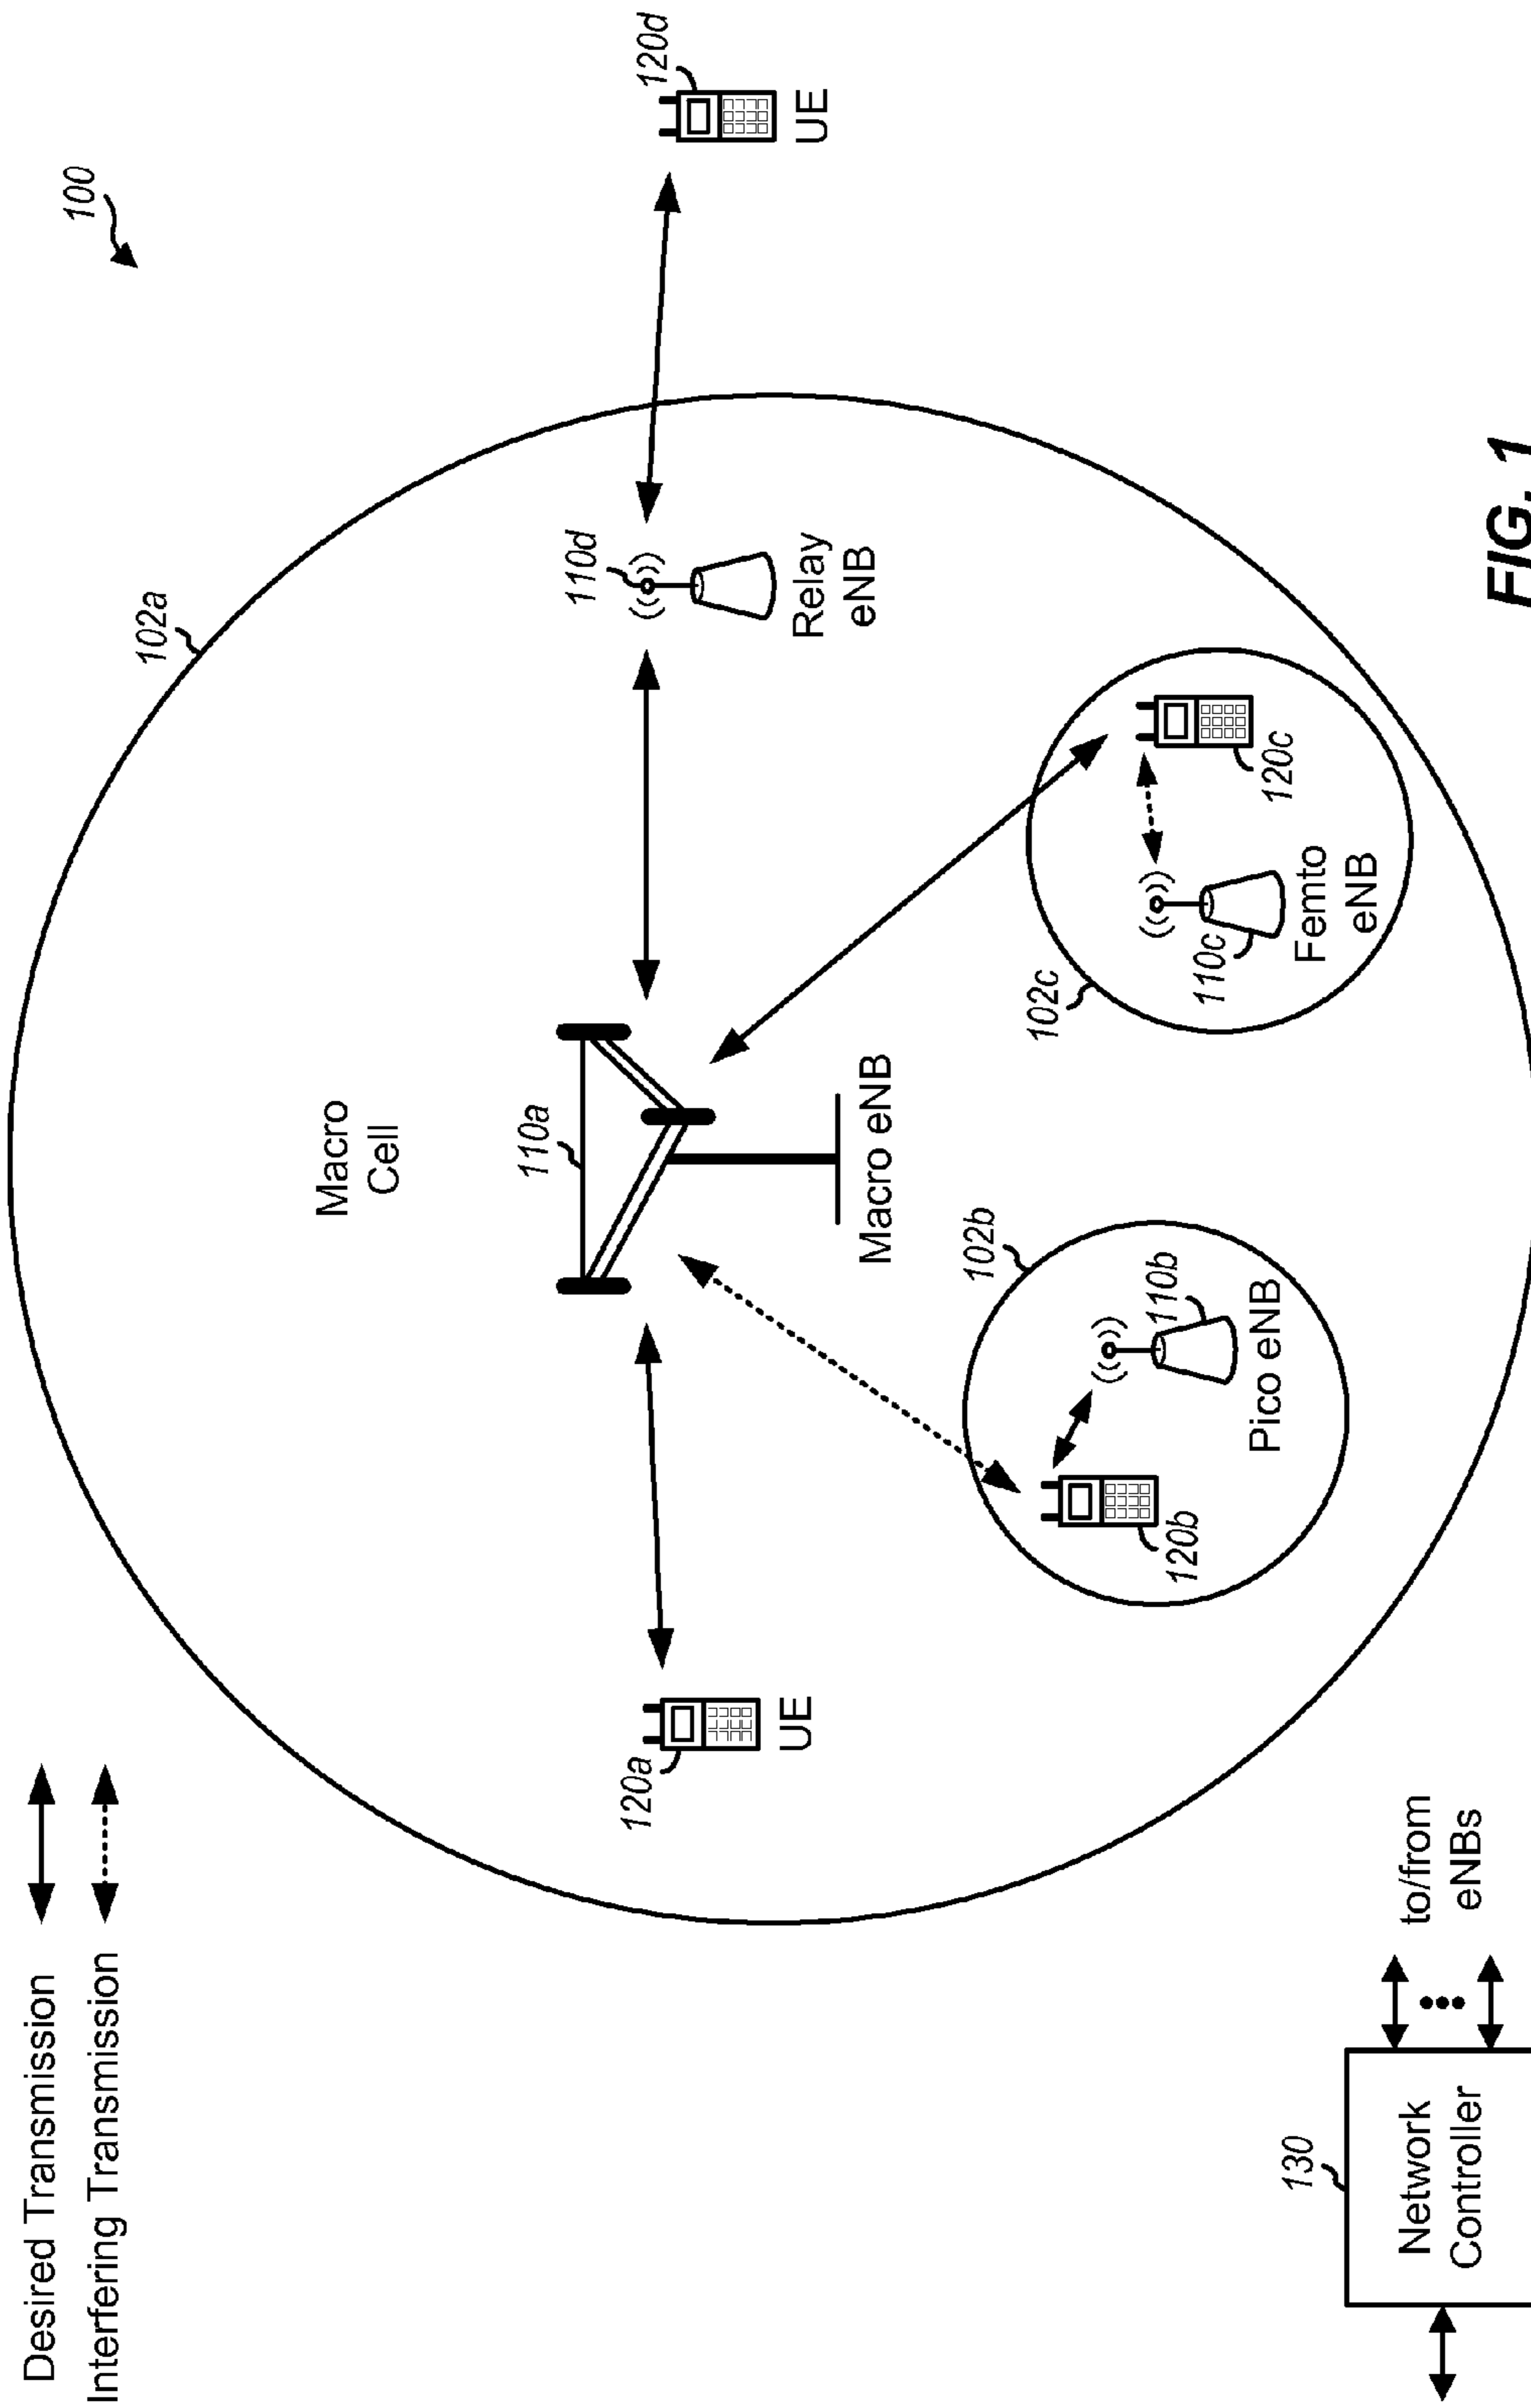 Desired Transmission
Interfering Transmission
100
102a
Macro
Cell
110a
110d
120a
120d
UE
UE
Relay
eNB
Macro eNB
102b
102c
110b
120b
Pico eNB
110c
120c
Femto
eNB
130
Network
Controller
to/from
eNBs
FIG. 1